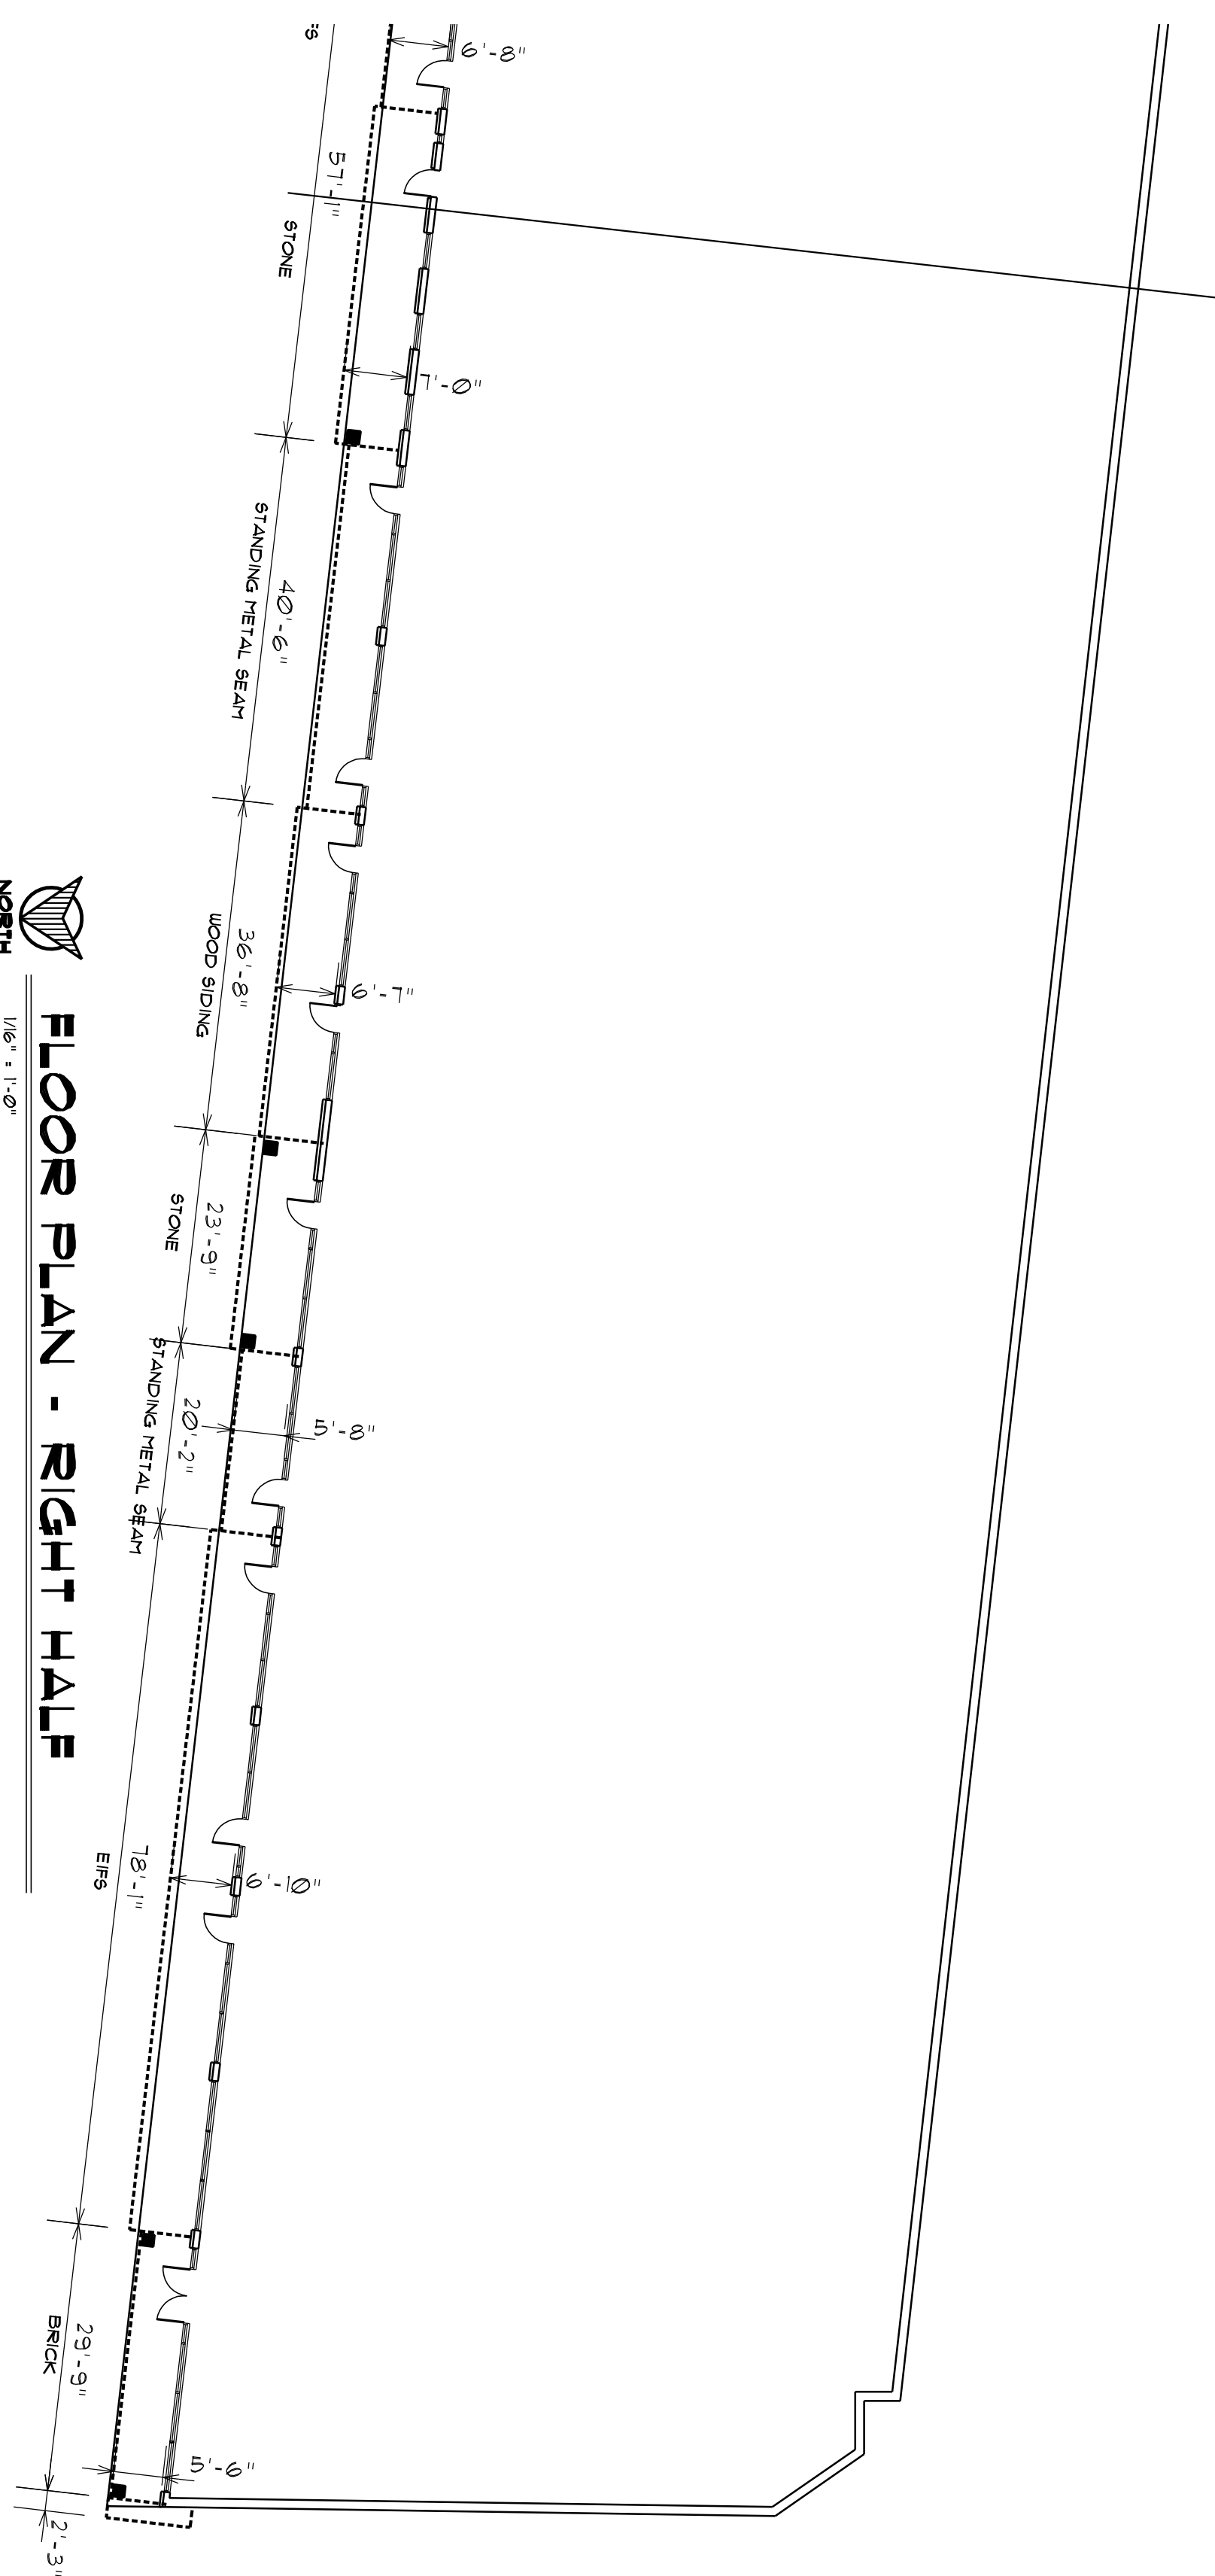 6'-8"
57'-1"
STONE
7'-0"
40'-6"
STANDING METAL SEAM
36'-8"
WOOD SIDING
6'-7"
23'-9"
STONE
20'-2"
STANDING METAL SEAM
5'-8"
78'-1"
EIFS
6'-10"
29'-9"
BRICK
5'-6"
2'-3"
NORTH
FLOOR PLAN - RIGHT HALF
1/16" = 1'-0"